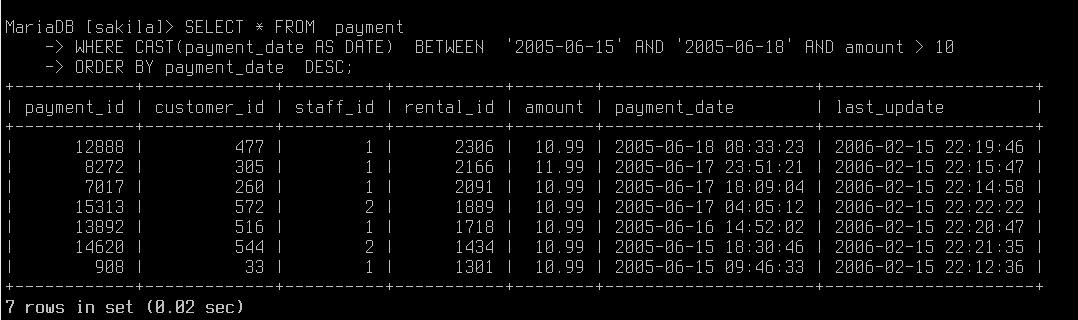 MariaDB [sakila]> SELECT * FROM  payment
    -> WHERE CAST(payment_date AS DATE)  BETWEEN  '2005-06-15' AND '2005-06-18' AND amount > 10
    -> ORDER BY payment_date  DESC;
+------------+-------------+----------+-----------+--------+---------------------+---------------------+
| payment_id | customer_id | staff_id | rental_id | amount | payment_date        | last_update         |
+------------+-------------+----------+-----------+--------+---------------------+---------------------+
|      12888 |         477 |        1 |      2306 |  10.99 | 2005-06-18 08:33:23 | 2006-02-15 22:19:46 |
|       8272 |         305 |        1 |      2166 |  11.99 | 2005-06-17 23:51:21 | 2006-02-15 22:15:47 |
|       7017 |         260 |        1 |      2091 |  10.99 | 2005-06-17 18:09:04 | 2006-02-15 22:14:58 |
|      15313 |         572 |        2 |      1889 |  10.99 | 2005-06-17 04:05:12 | 2006-02-15 22:22:22 |
|      13892 |         516 |        1 |      1718 |  10.99 | 2005-06-16 14:52:02 | 2006-02-15 22:20:47 |
|      14620 |         544 |        2 |      1434 |  10.99 | 2005-06-15 18:30:46 | 2006-02-15 22:21:35 |
|        908 |          33 |        1 |      1301 |  10.99 | 2005-06-15 09:46:33 | 2006-02-15 22:12:36 |
+------------+-------------+----------+-----------+--------+---------------------+---------------------+
7 rows in set (0.02 sec)